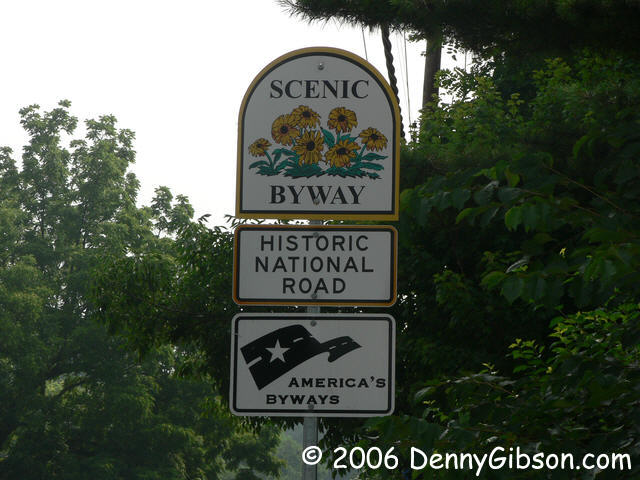 SCENIC
BYWAY
HISTORIC
NATIONAL
ROAD
AMERICA'S
BYWAYS
© 2006 DennyGibson.com